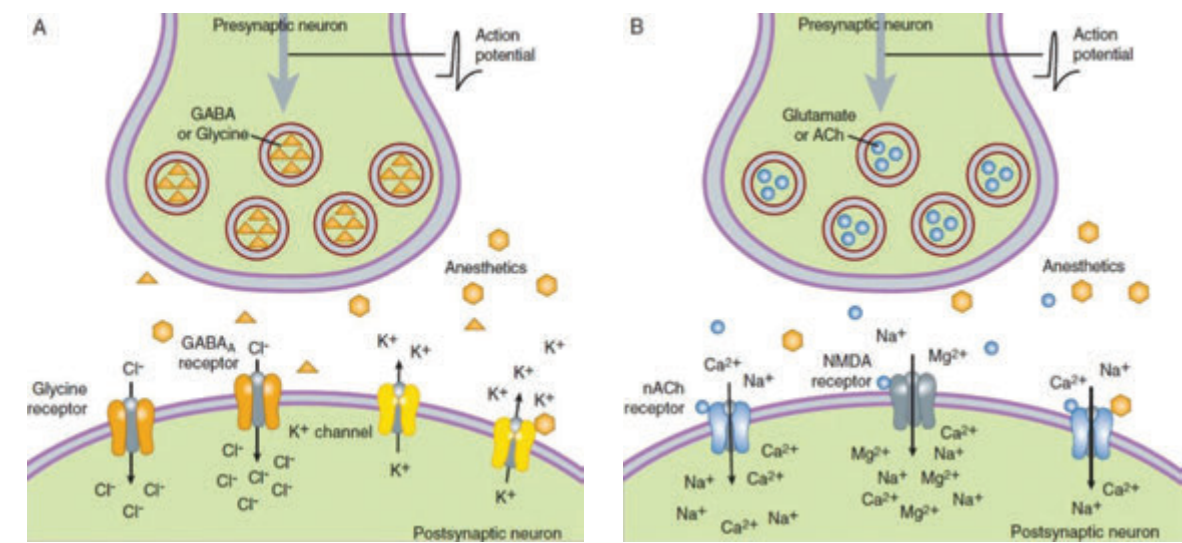 A
Presynaptic neuron
Action
potential
GABA
or Glycine
Anesthetics
GABAA
receptor
Cl-
Glycine
receptor
Cl-
K+
K+
K+
K+
K+
K+
K+ channel
K+
K+
Cl-
Cl-
Cl-
Cl-
Cl-
Cl-
Cl-
Cl-
Cl-
Postsynaptic neuron
B
Presynaptic neuron
Action
potential
Glutamate
or ACh
Anesthetics
Na+
Mg2+
NMDA
receptor
Ca2+
Na+
nACh
receptor
Na+
Ca2+
Na+
Ca2+
Ca2+
Na+
Na+
Ca2+
Na+
Ca2+
Mg2+
Na+
Na+
Mg2+
Ca2+
Na+
Mg2+
Ca2+
Na+
Postsynaptic neuron